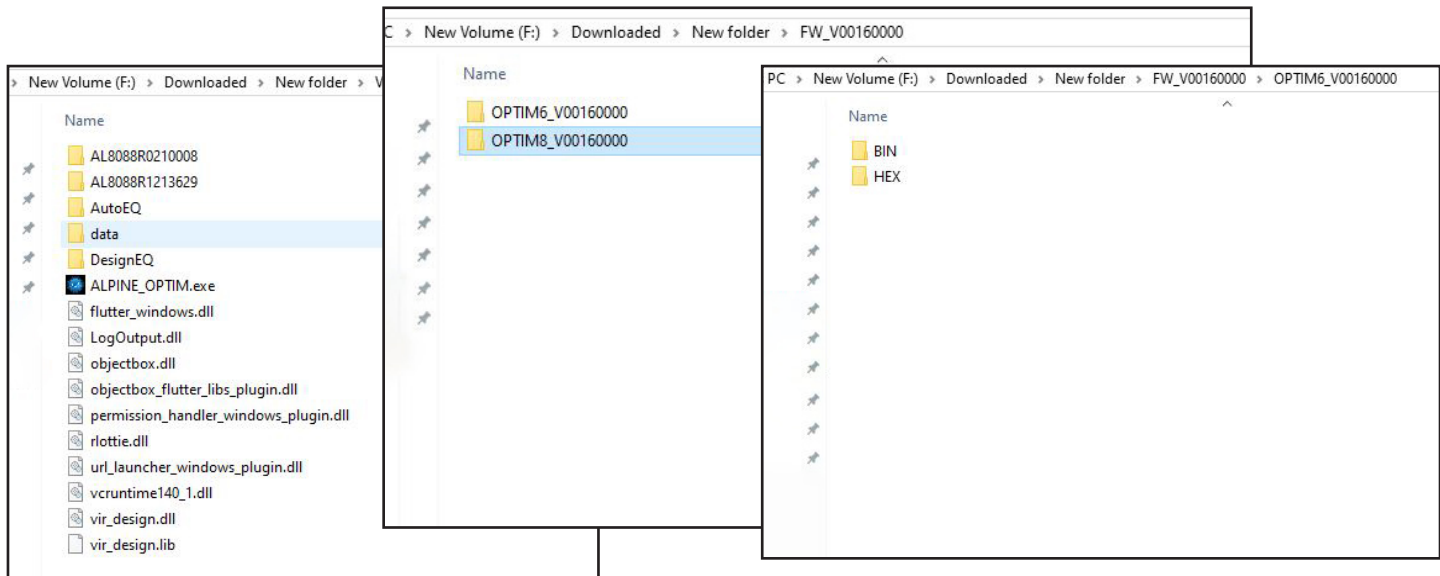 > New Volume (F:) > Downloaded > New folder > V
Name
AL8088R0210008
AL8088R1213629
AutoEQ
data
DesignEQ
ALPINE_OPTIM.exe
flutter_windows.dll
LogOutput.dll
objectbox.dll
objectbox_flutter_libs_plugin.dll
permission_handler_windows_plugin.dll
rlottie.dll
url_launcher_windows_plugin.dll
vcruntime140_1.dll
vir_design.dll
vir_design.lib
C > New Volume (F:) > Downloaded > New folder > FW_V00160000
Name
OPTIM6_V00160000
OPTIM8_V00160000
PC > New Volume (F:) > Downloaded > New folder > FW_V00160000 > OPTIM6_V00160000
Name
BIN
HEX